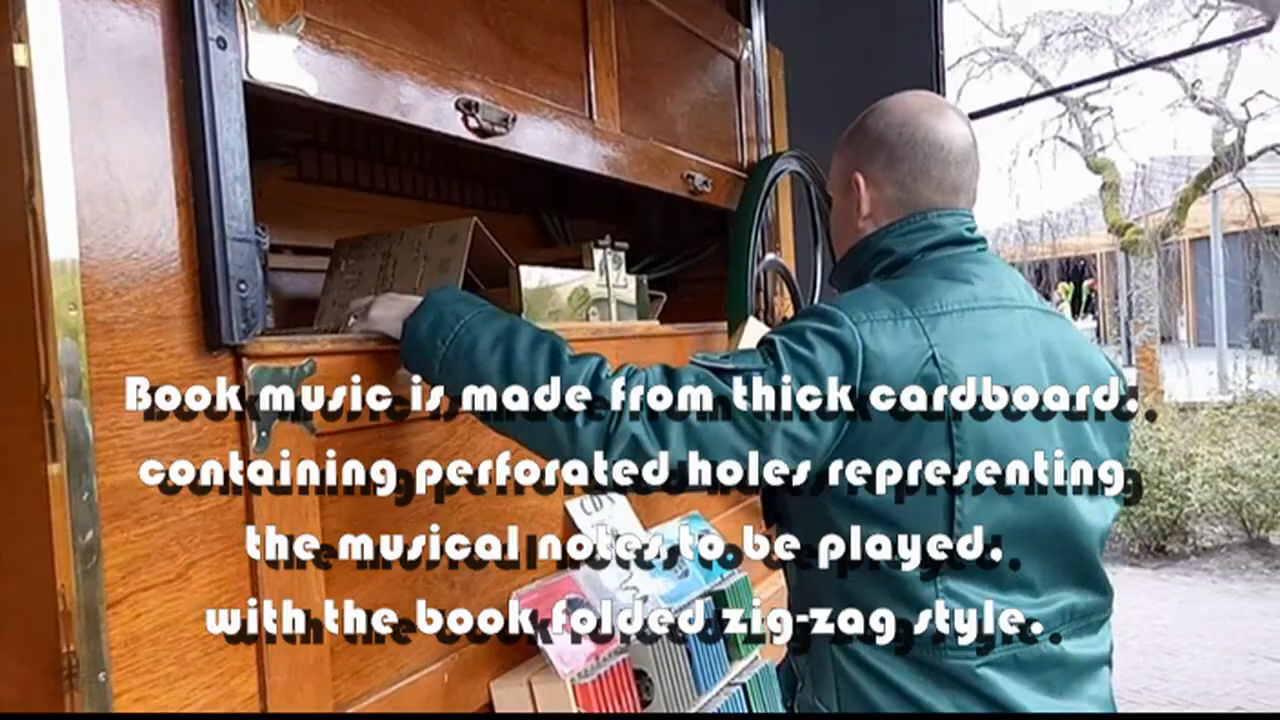 Book music is made from thick cardboard,
containing perforated holes representing
the musical notes to be played,
with the book folded zig-zag style.